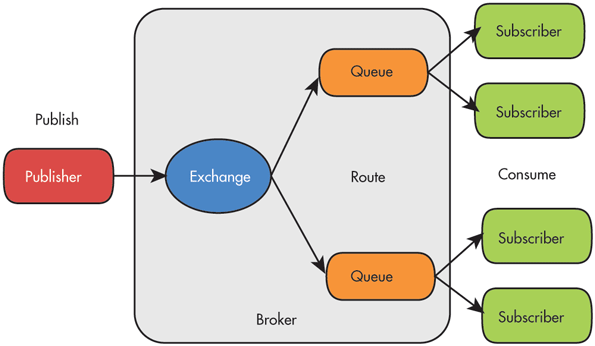 Publish
Publisher
Exchange
Queue
Route
Queue
Broker
Subscriber
Subscriber
Consume
Subscriber
Subscriber